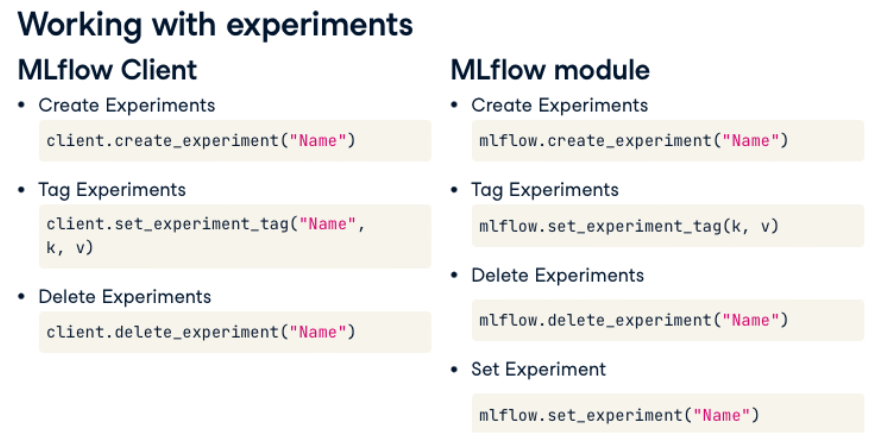 Working with experiments
MLflow Client
• Create Experiments
client.create_experiment("Name")
• Tag Experiments
client.set_experiment_tag("Name",
k, v)
• Delete Experiments
client.delete_experiment("Name")
MLflow module
• Create Experiments
mlflow.create_experiment("Name")
• Tag Experiments
mlflow.set_experiment_tag(k, v)
• Delete Experiments
mlflow.delete_experiment("Name")
• Set Experiment
mlflow.set_experiment("Name")